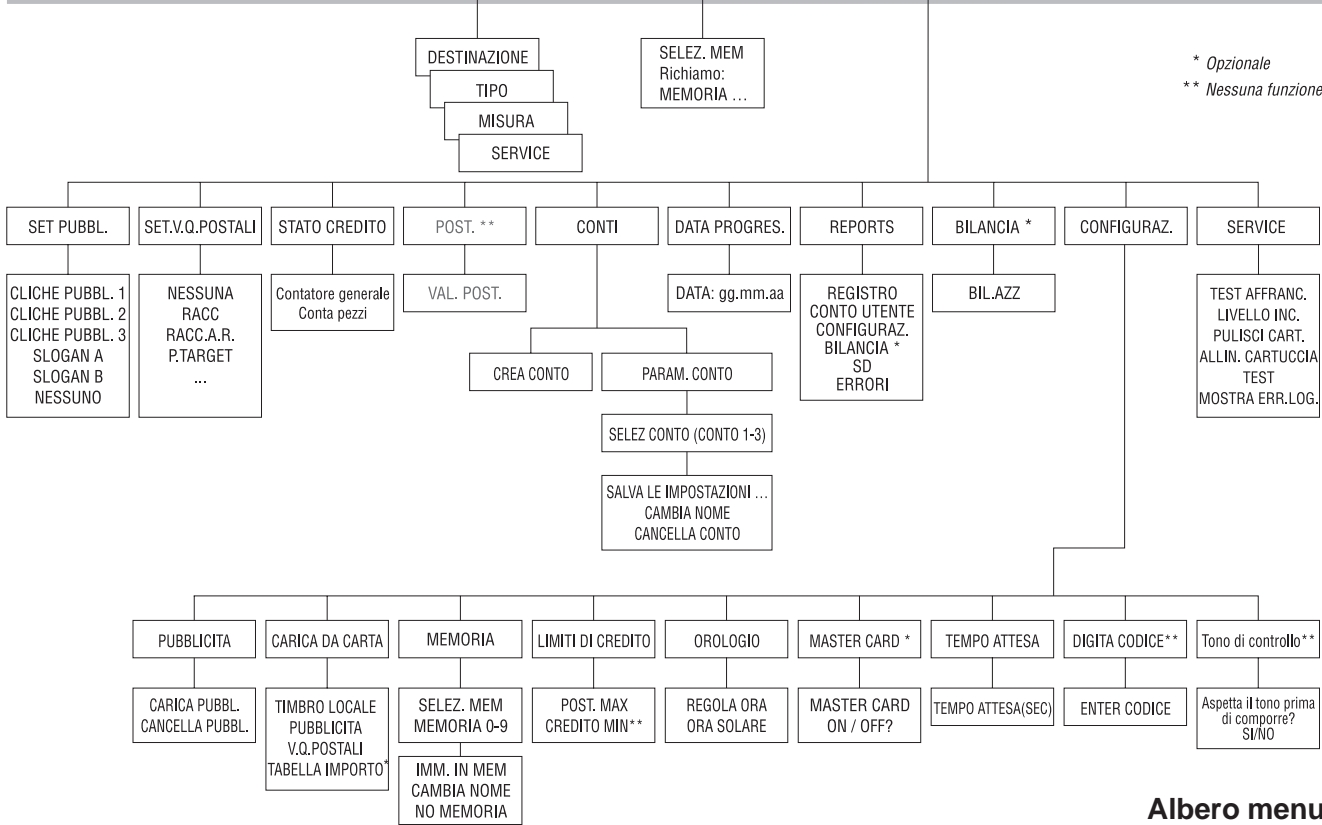 DESTINAZIONE
TIPO
MISURA
SERVICE
SELEZ. MEM
Richiamo:
MEMORIA ...
* Opzionale
** Nessuna funzione
SET PUBBL.
CLICHE PUBBL. 1
CLICHE PUBBL. 2
CLICHE PUBBL. 3
SLOGAN A
SLOGAN B
NESSUNO
SET.V.Q.POSTALI
NESSUNA
RACC
RACC.A.R.
P.TARGET
...
STATO CREDITO
Contatore generale
Conta pezzi
POST. **
VAL. POST.
CONTI
CREA CONTO
PARAM. CONTO
SELEZ CONTO (CONTO 1-3)
SALVA LE IMPOSTAZIONI ...
CAMBIA NOME
CANCELLA CONTO
DATA PROGRES.
DATA: gg.mm.aa
REPORTS
REGISTRO
CONTO UTENTE
CONFIGURAZ.
BILANCIA *
SD
ERRORI
BILANCIA *
BIL.AZZ
CONFIGURAZ.
SERVICE
TEST AFFRANC.
LIVELLO INC.
PULISCI CART.
ALLIN. CARTUCCIA
TEST
MOSTRA ERR.LOG.
PUBBLICITA
CARICA PUBBL.
CANCELLA PUBBL.
CARICA DA CARTA
TIMBRO LOCALE
PUBBLICITA
V.Q.POSTALI
TABELLA IMPORTO*
MEMORIA
SELEZ. MEM
MEMORIA 0-9
IMM. IN MEM
CAMBIA NOME
NO MEMORIA
LIMITI DI CREDITO
POST. MAX
CREDITO MIN**
OROLOGIO
REGOLA ORA
ORA SOLARE
MASTER CARD *
MASTER CARD
ON / OFF?
TEMPO ATTESA
TEMPO ATTESA(SEC)
DIGITA CODICE**
ENTER CODICE
Tono di controllo**
Aspetta il tono prima
di comporre?
SI/NO
Albero menu